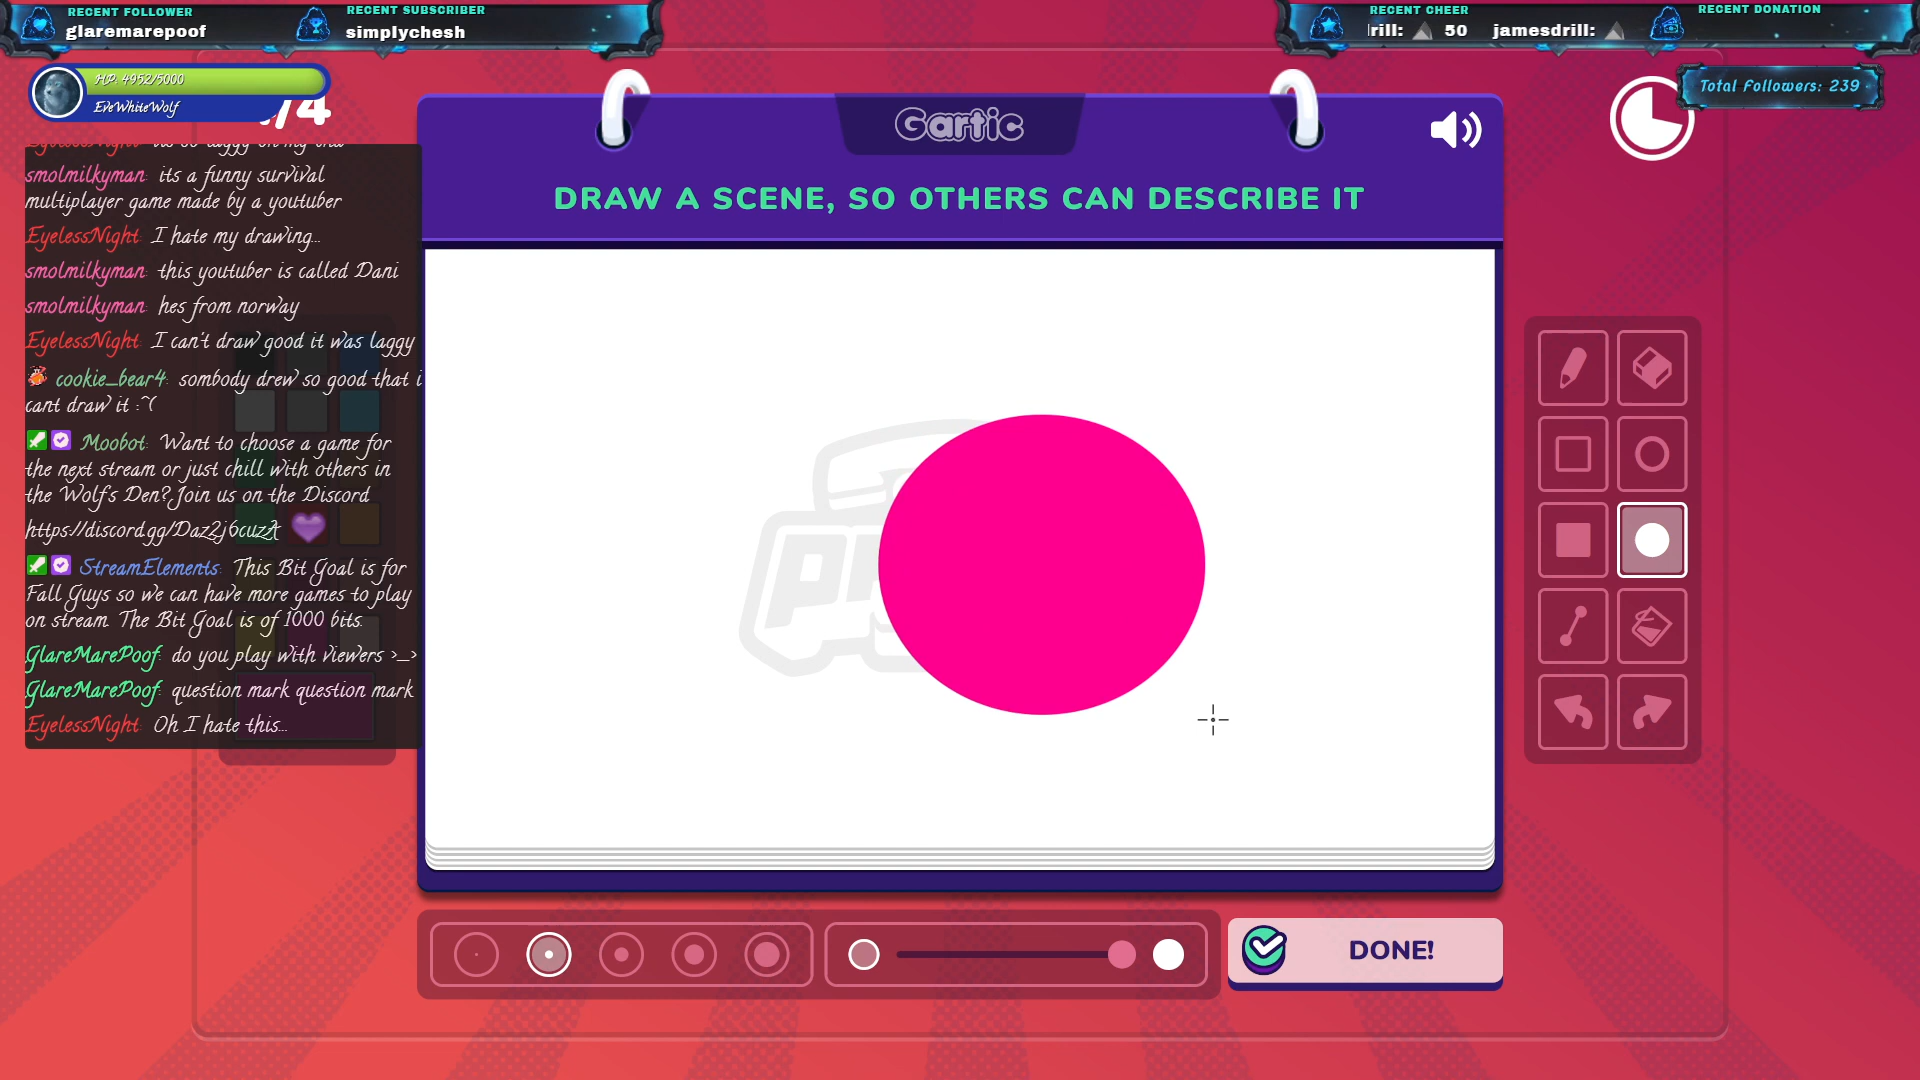 RECENT FOLLOWER
glaremarepoof
RECENT SUBSCRIBER
simplychesh
RECENT CHEER
rill: 50 jamesdrill:
RECENT DONATION
HP: 4952/5000
EveWhiteWolf
/4
Total Followers: 239
Gartic
DRAW A SCENE, SO OTHERS CAN DESCRIBE IT
smolmilkyman: its a funny survival
multiplayer game made by a youtuber
EyelessNight: I hate my drawing...
smolmilkyman: this youtuber is called Dani
smolmilkyman: hes from norway
EyelessNight: I can't draw good it was laggy
cookie_bear4: sombody drew so good that i
cant draw it :^(
Moobot: Want to choose a game for
the next stream or just chill with others in
the Wolf's Den? Join us on the Discord
https://discord.gg/Daz2j6cuzA
StreamElements: This Bit Goal is for
Fall Guys so we can have more games to play
on stream. The Bit Goal is of 1000 bits.
GlareMarePoof: do you play with viewers >_>
GlareMarePoof: question mark question mark
EyelessNight: Oh I hate this...
DONE!